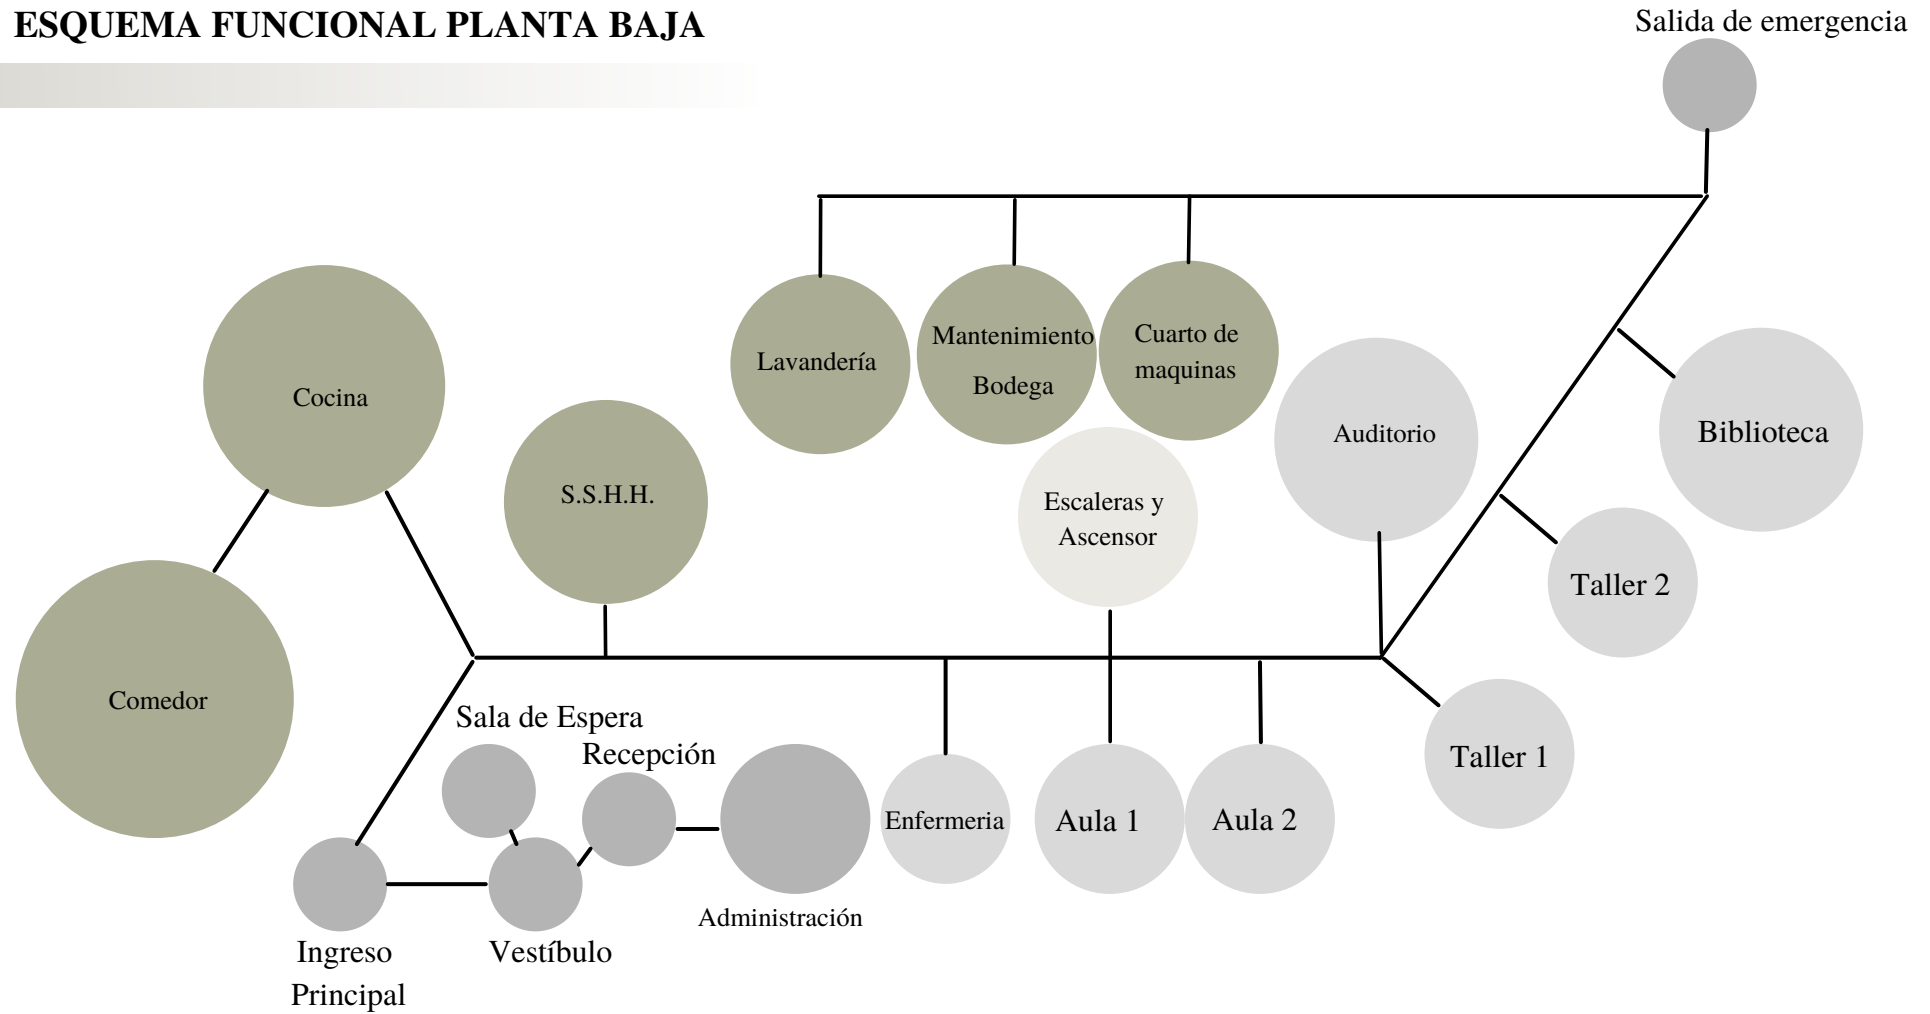 ESQUEMA FUNCIONAL PLANTA BAJA
Salida de emergencia
Cocina
Lavandería
Mantenimiento
Bodega
Cuarto de
maquinas
Auditorio
Biblioteca
S.S.H.H.
Escaleras y
Ascensor
Taller 2
Comedor
Sala de Espera
Recepción
Enfermeria
Aula 1
Aula 2
Taller 1
Administración
Ingreso
Principal
Vestíbulo